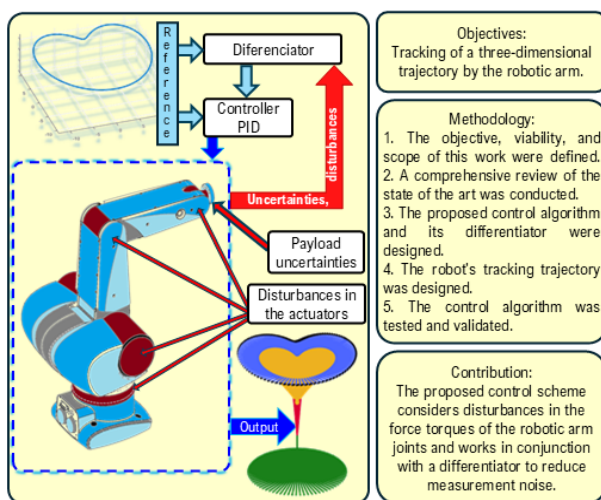 Reference
Diferenciator
Controller
PID
Uncertainties,
disturbances
Payload
uncertainties
Disturbances in
the actuators
Output
Objectives:
Tracking of a three-dimensional
trajectory by the robotic arm.
Methodology:
1. The objective, viability, and
scope of this work were defined.
2. A comprehensive review of the
state of the art was conducted.
3. The proposed control algorithm
and its differentiator were
designed.
4. The robot's tracking trajectory
was designed.
5. The control algorithm was
tested and validated.
Contribution:
The proposed control scheme
considers disturbances in the
force torques of the robotic arm
joints and works in conjunction
with a differentiator to reduce
measurement noise.